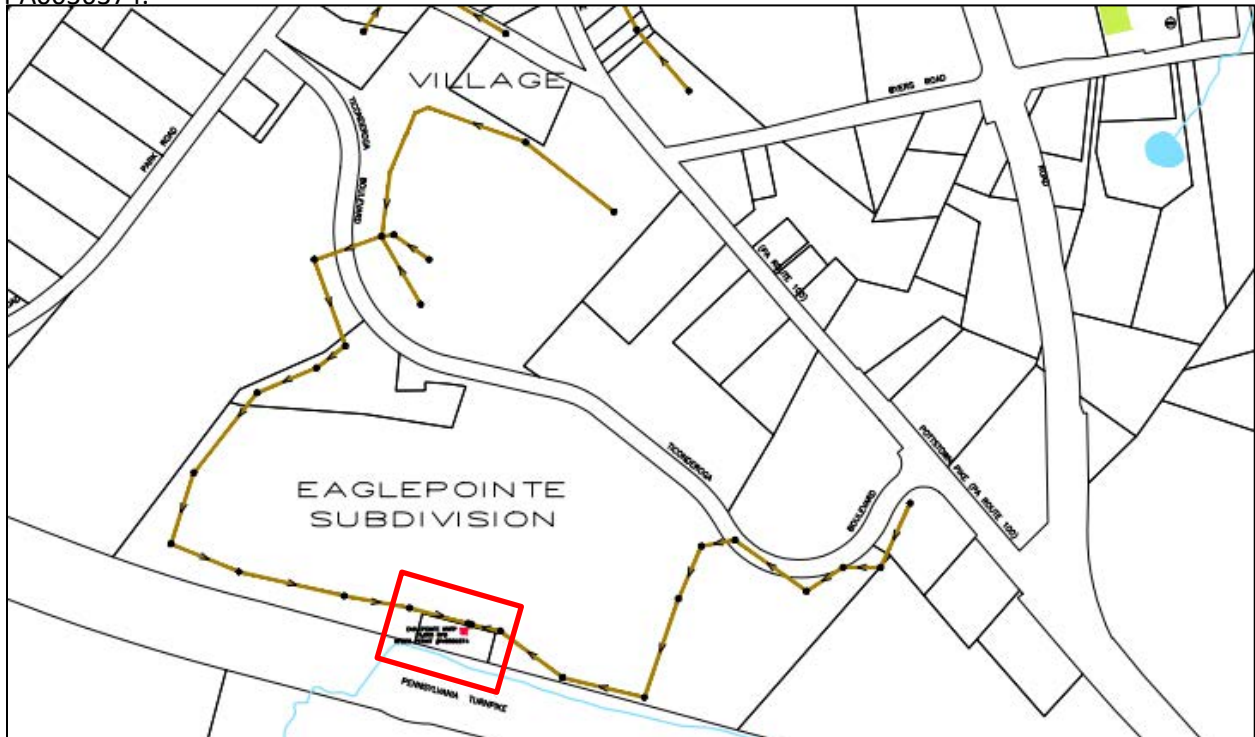 VILLAGE
BYERS ROAD
PARK ROAD
TICONDEROGA
BOULEVARD
ROAD
(PA ROUTE 100)
TICONDEROGA
BOULEVARD
POTTSTOWN PIKE (PA ROUTE 100)
EAGLEPOINTE
SUBDIVISION
PENNSYLVANIA TURNPIKE